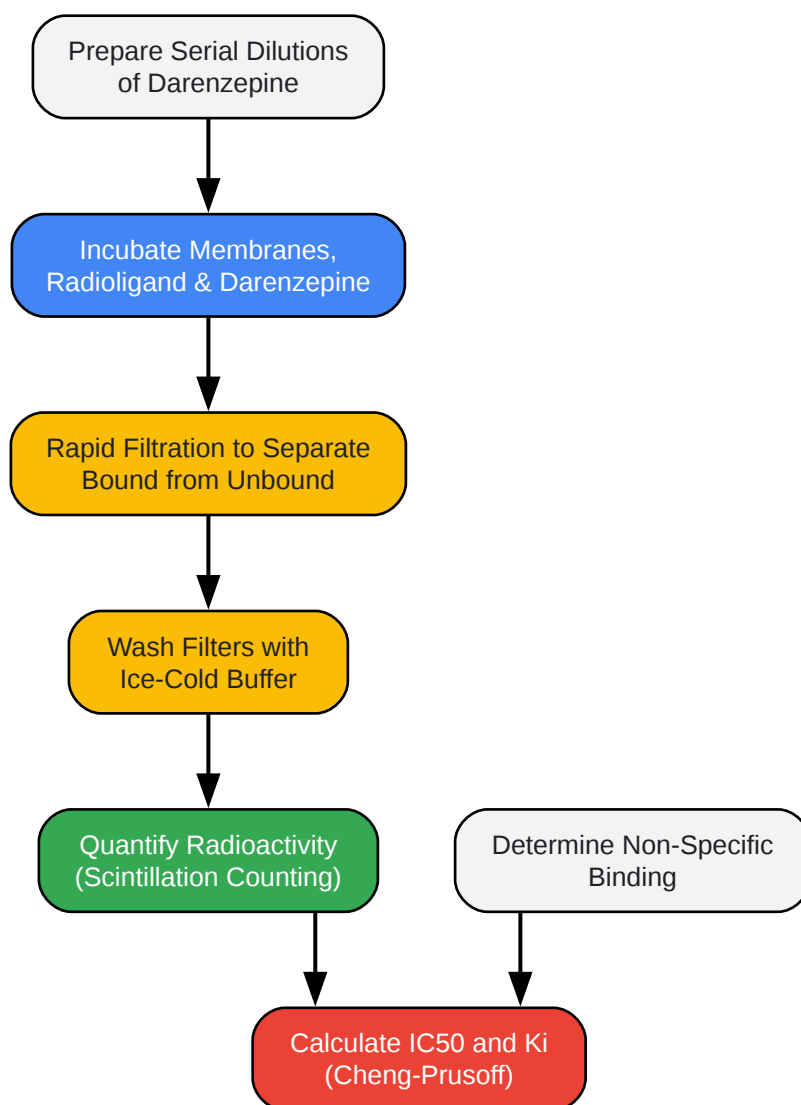 Prepare Serial Dilutions
of Darenzepine
Incubate Membranes,
Radioligand & Darenzepine
Rapid Filtration to Separate
Bound from Unbound
Wash Filters with
Ice-Cold Buffer
Quantify Radioactivity
(Scintillation Counting)
Determine Non-Specific
Binding
Calculate IC50 and Ki
(Cheng-Prusoff)